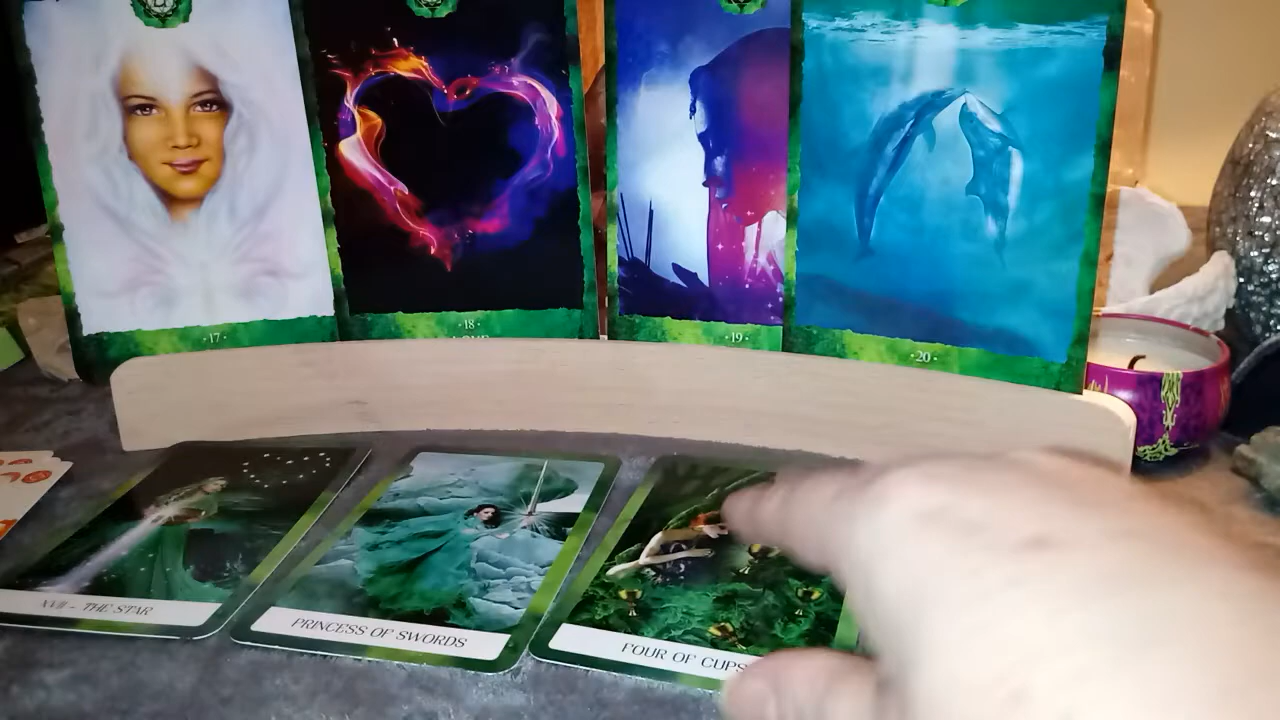 ·17·
·18·
·19·
·20·
XVII - THE STAR
PRINCESS OF SWORDS
FOUR OF CUPS